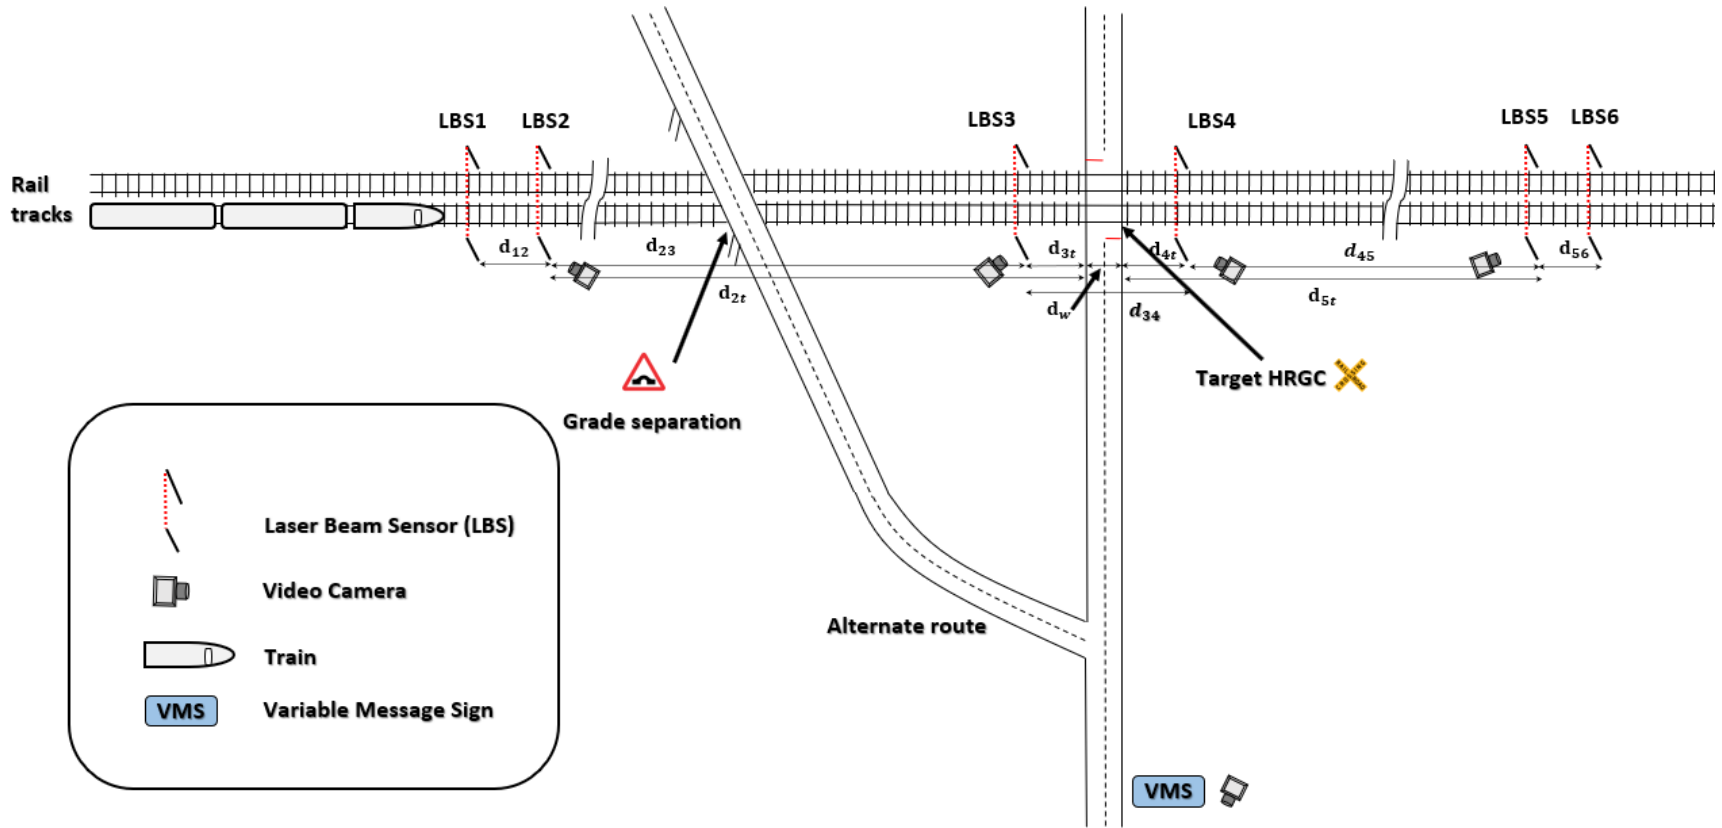 LBS1
LBS2
LBS3
LBS4
LBS5
LBS6
Rail
tracks
d12
d23
d3t
d4t
d45
d56
d2t
dw
d34
d5t
Target HRGC
Grade separation
Laser Beam Sensor (LBS)
Video Camera
Train
VMS
Variable Message Sign
Alternate route
VMS